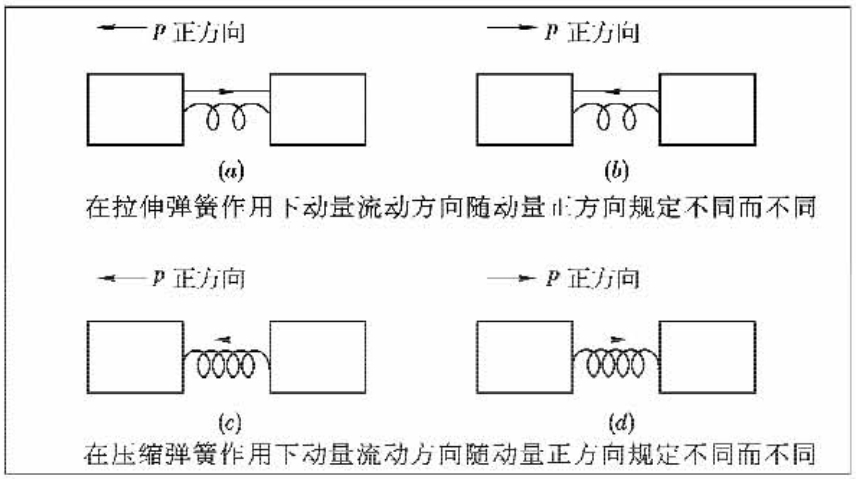 p 正方向 p 正方向
(a) (b)
在拉伸弹簧作用下动量流动方向随动量正方向规定不同而不同
p 正方向 p 正方向
(c) (d)
在压缩弹簧作用下动量流动方向随动量正方向规定不同而不同